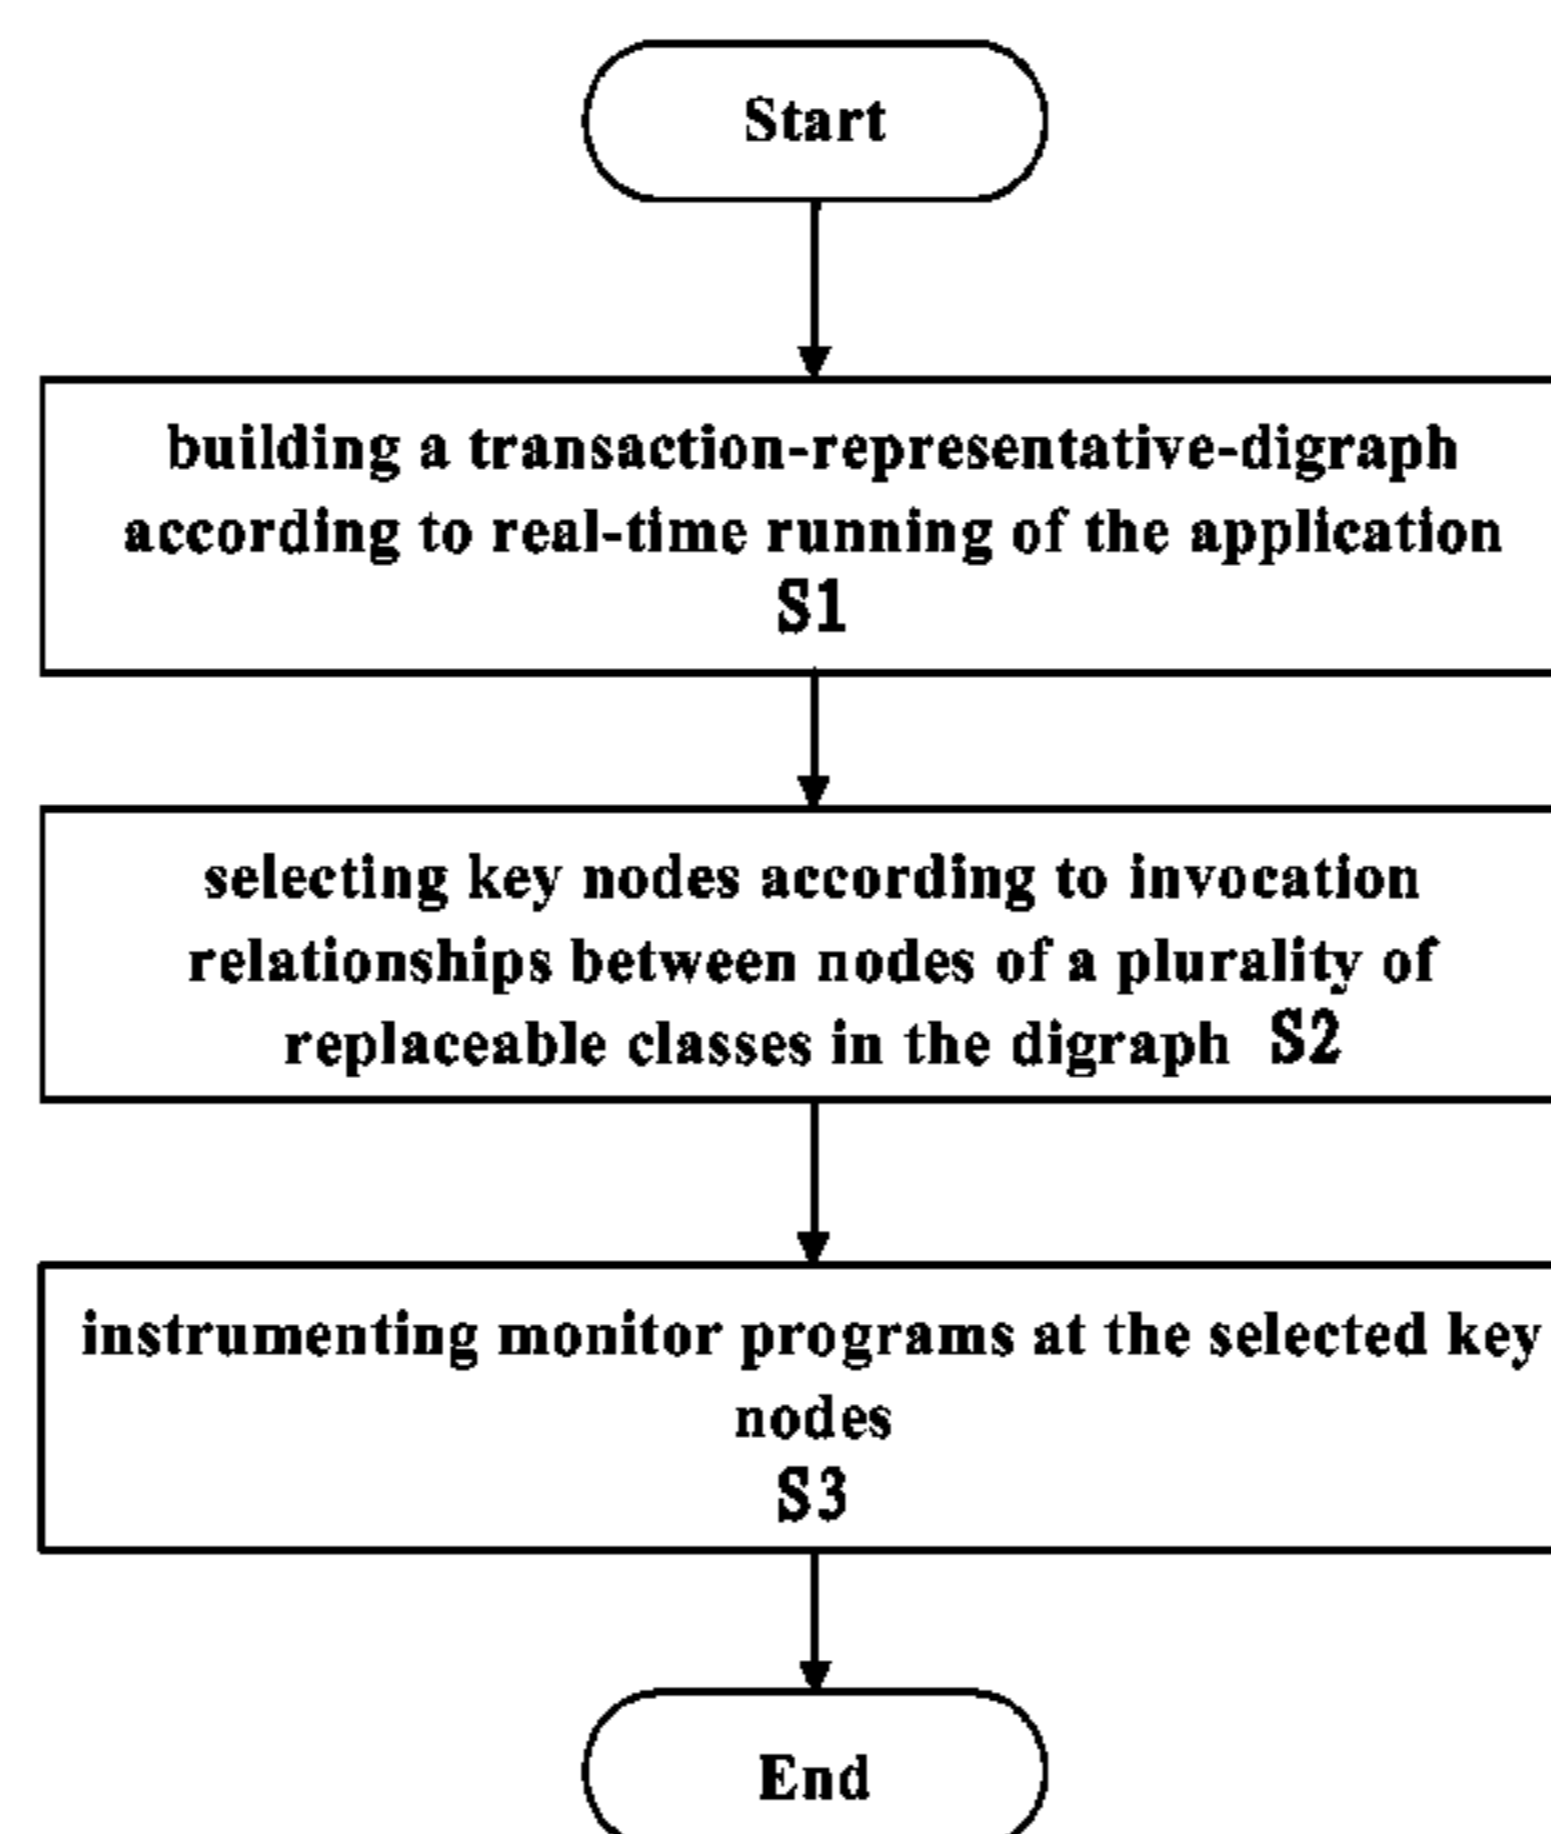 Start
building a transaction-representative-digraph
according to real-time running of the application
S1
selecting key nodes according to invocation
relationships between nodes of a plurality of
replaceable classes in the digraph S2
instrumenting monitor programs at the selected key
nodes
S3
End